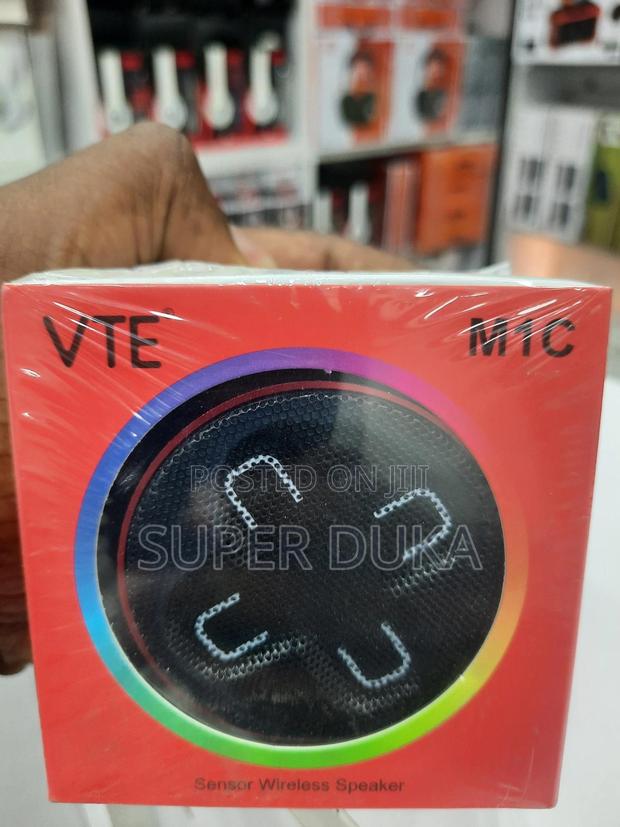 VTE®
M1C
POSTED ON JIJI
SUPER DUKA
Sensor Wireless Speaker